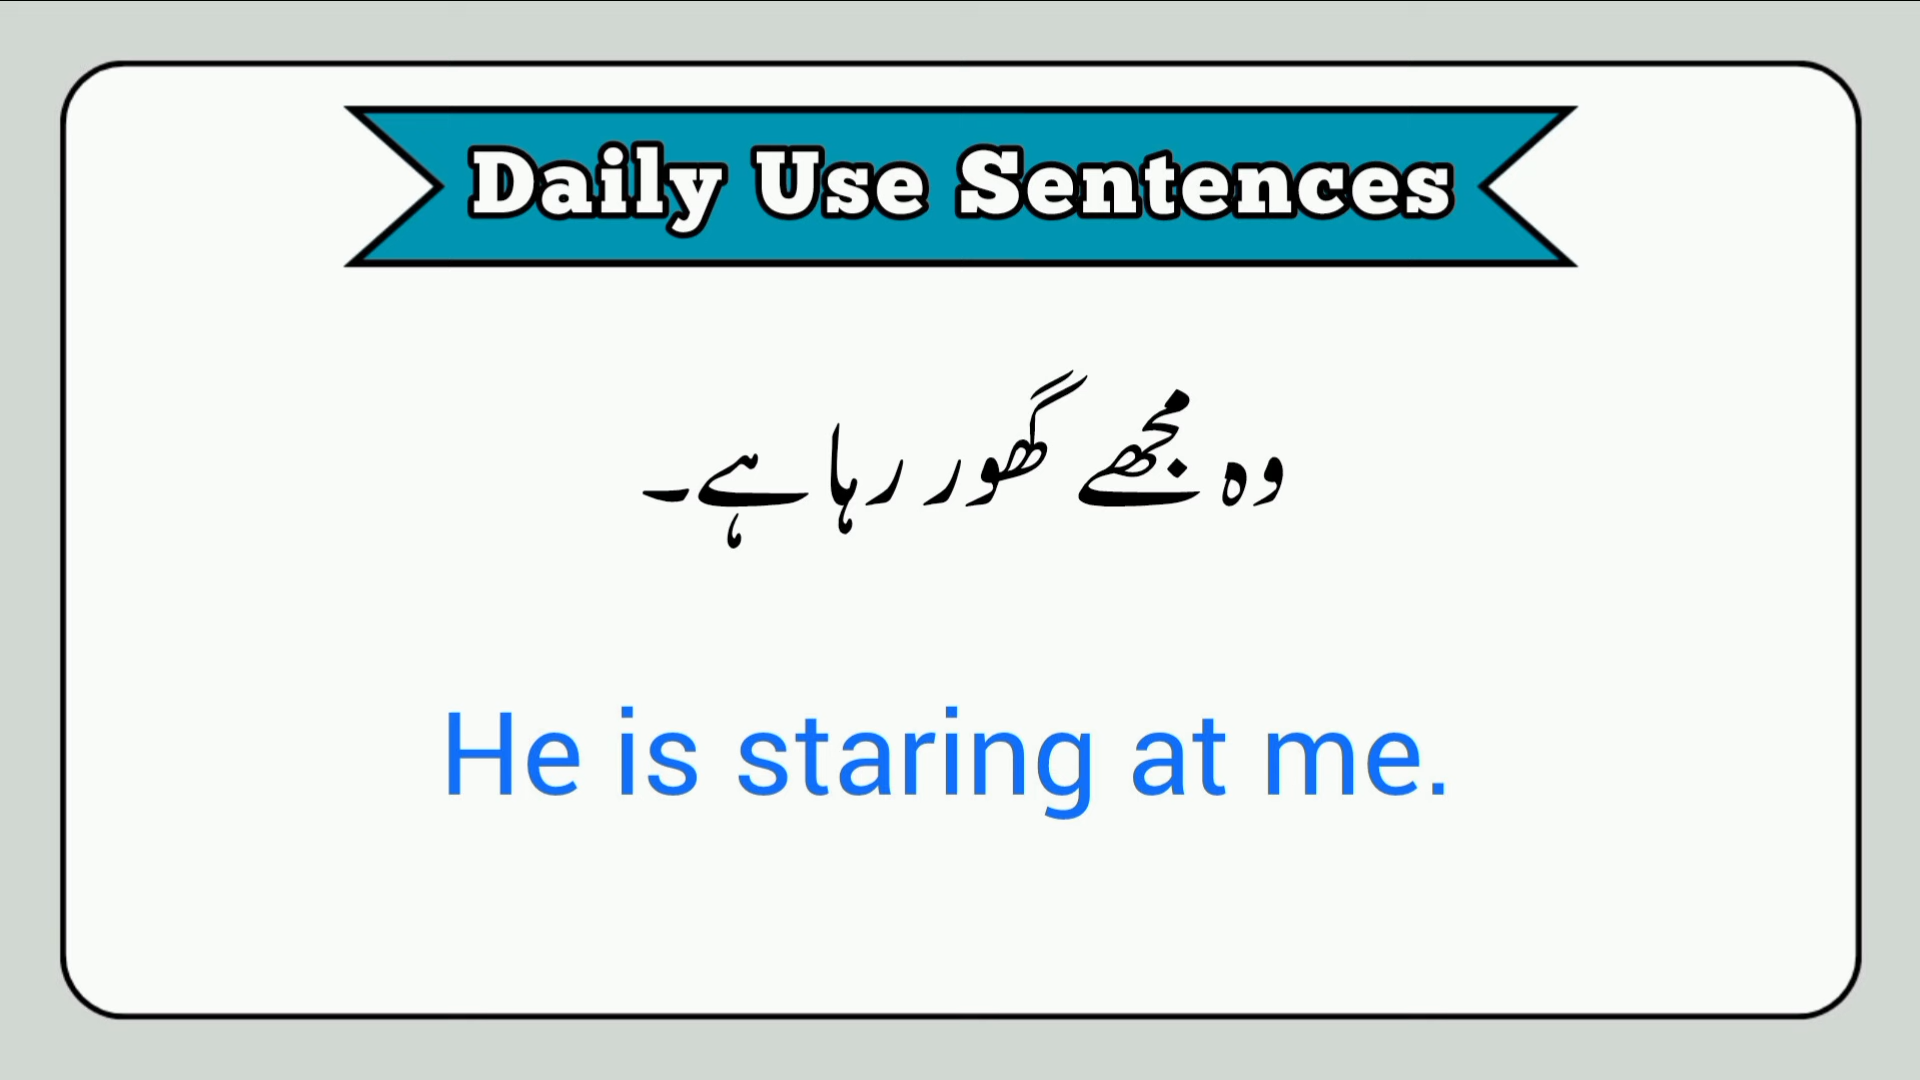 Daily Use Sentences
وہ مجھے گھور رہا ہے۔
He is staring at me.